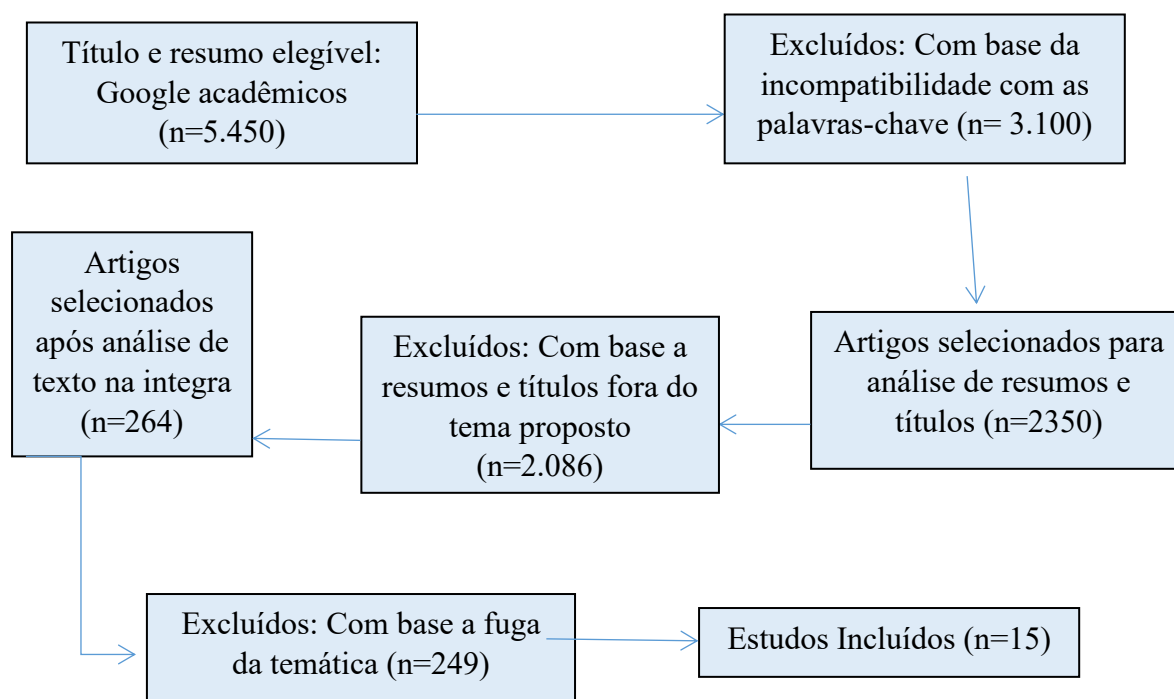 Título e resumo elegível:
Google acadêmicos
(n=5.450)
Excluídos: Com base da
incompatibilidade com as
palavras-chave (n= 3.100)
Artigos selecionados para
análise de resumos e
títulos (n=2350)
Excluídos: Com base a
resumos e títulos fora do
tema proposto
(n=2.086)
Artigos
selecionados
após análise de
texto na integra
(n=264)
Excluídos: Com base a fuga
da temática (n=249)
Estudos Incluídos (n=15)